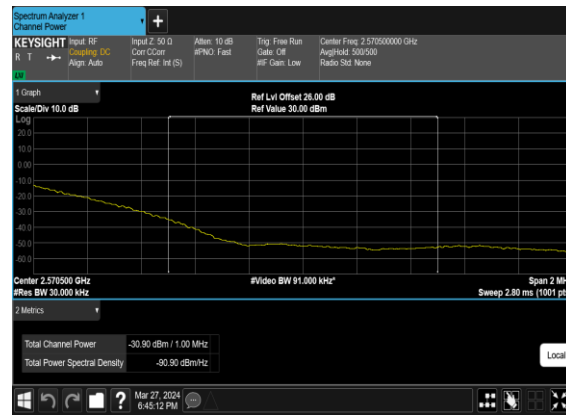 Spectrum Analyzer 1
Channel Power
+
KEYSIGHT
R T
LV
Input: RF
Coupling: DC
Align: Auto
Input Z: 50 Ω
Corr CCorr
Freq Ref: Int (S)
Atten: 10 dB
#PNO: Fast
Trig: Free Run
Gate: Off
#IF Gain: Low
Center Freq: 2.570500000 GHz
Avg|Hold: 500/500
Radio Std: None
1 Graph
Scale/Div 10.0 dB
Ref Lvl Offset 26.00 dB
Ref Value 30.00 dBm
Log
20.0
10.0
0.00
-10.0
-20.0
-30.0
-40.0
-50.0
-60.0
Center 2.570500 GHz
#Res BW 30.000 kHz
#Video BW 91.000 kHz*
Span 2 MH
Sweep 2.80 ms (1001 pt
2 Metrics
Total Channel Power -30.90 dBm / 1.00 MHz
Total Power Spectral Density -90.90 dBm/Hz
Local
?
Mar 27, 2024
6:45:12 PM